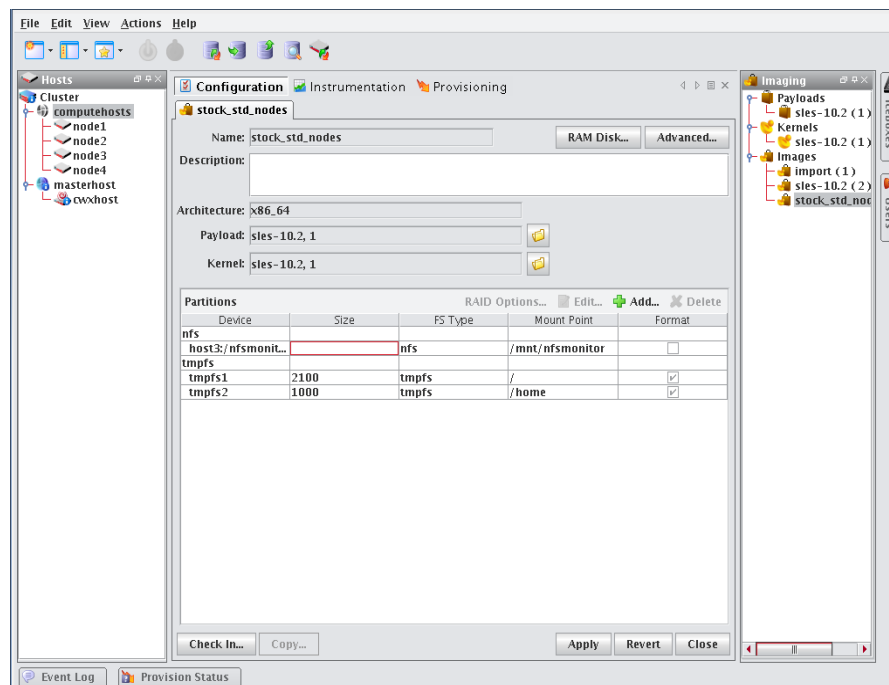 File Edit View Actions Help
Hosts
Cluster
computehosts
node1
node2
node3
node4
masterhost
cwxhost
Configuration Instrumentation Provisioning
stock_std_nodes
Name: stock_std_nodes RAM Disk... Advanced...
Description:
Architecture: x86_64
Payload: sles-10.2, 1
Kernel: sles-10.2, 1
Partitions RAID Options... Edit... Add... Delete
Device Size FS Type Mount Point Format
nfs
host3:/nfsmonit... nfs /mnt/nfsmonitor
tmpfs
tmpfs1 2100 tmpfs /
tmpfs2 1000 tmpfs /home
Check In... Copy... Apply Revert Close
Imaging
Payloads
sles-10.2 (1)
Kernels
sles-10.2 (1)
Images
import (1)
sles-10.2 (2)
stock_std_nod
Users
Event Log Provision Status